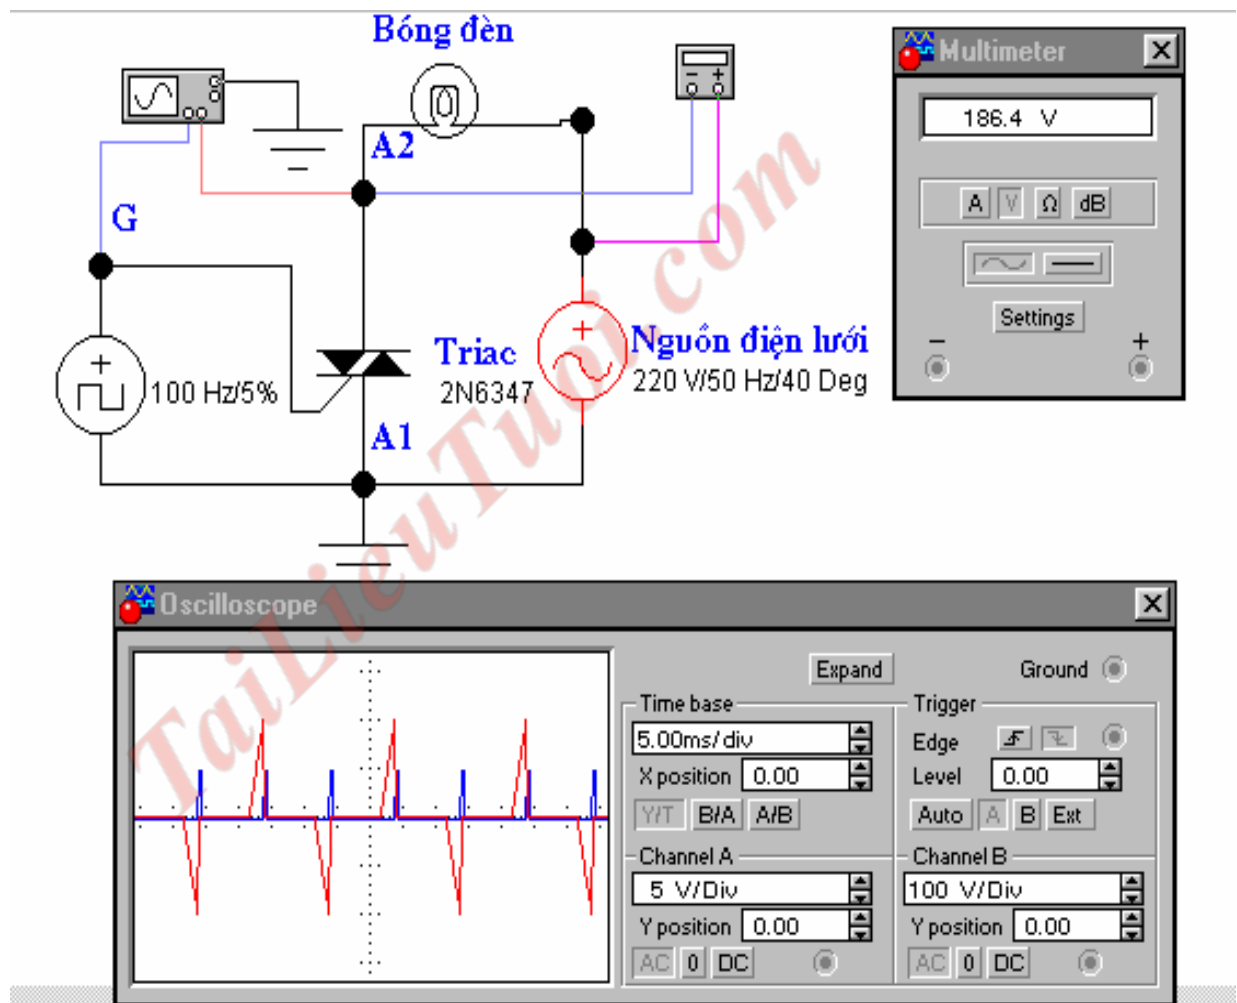 Bóng đèn
A2
G
100 Hz/5%
Triac
2N6347
A1
Nguồn điện lưới
220 V/50 Hz/40 Deg
- +
Multimeter
186.4 V
A V Ω dB
Settings
- +
TaiLieuTuoi.com
Oscilloscope
Expand Ground
Time base
5.00ms/div
X position 0.00
Y/T B/A A/B
Trigger
Edge
Level 0.00
Auto A B Ext
Channel A
5 V/Div
Y position 0.00
AC 0 DC
Channel B
100 V/Div
Y position 0.00
AC 0 DC